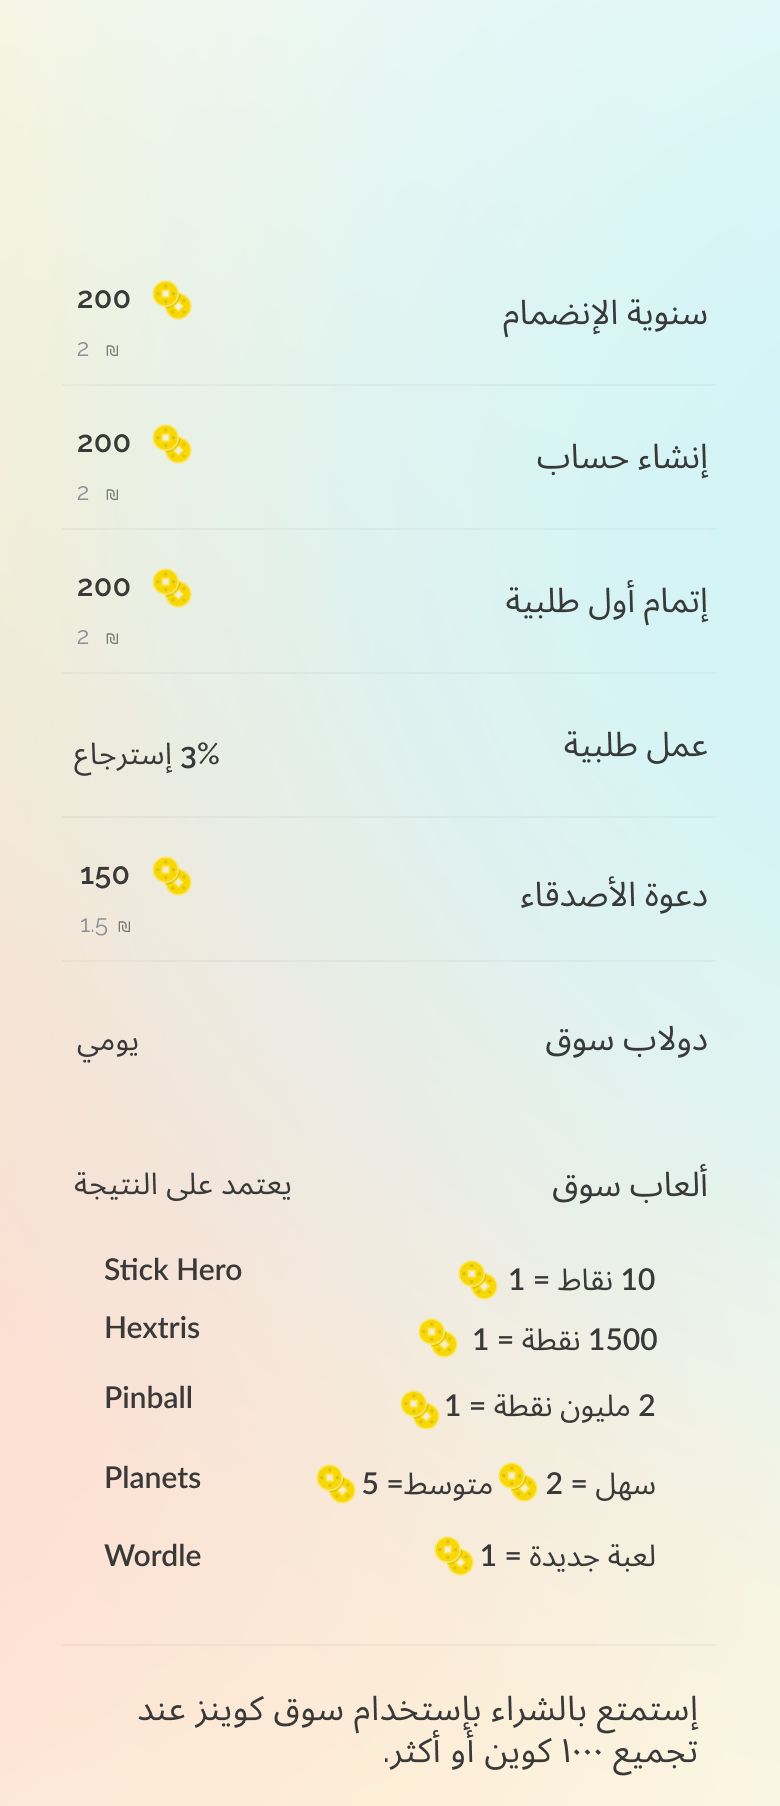 سنوية الإنضمام
200
2 ₪
إنشاء حساب
200
2 ₪
إتمام أول طلبية
200
2 ₪
عمل طلبية
3% إسترجاع
دعوة الأصدقاء
150
1.5 ₪
دولاب سوق
يومي
ألعاب سوق
يعتمد على النتيجة
Stick Hero
10 نقاط = 1
Hextris
1500 نقطة = 1
Pinball
2 مليون نقطة = 1
Planets
سهل = 2 متوسط= 5
Wordle
لعبة جديدة = 1
إستمتع بالشراء بإستخدام سوق كوينز عند
تجميع ١٠٠٠ كوين أو أكثر.